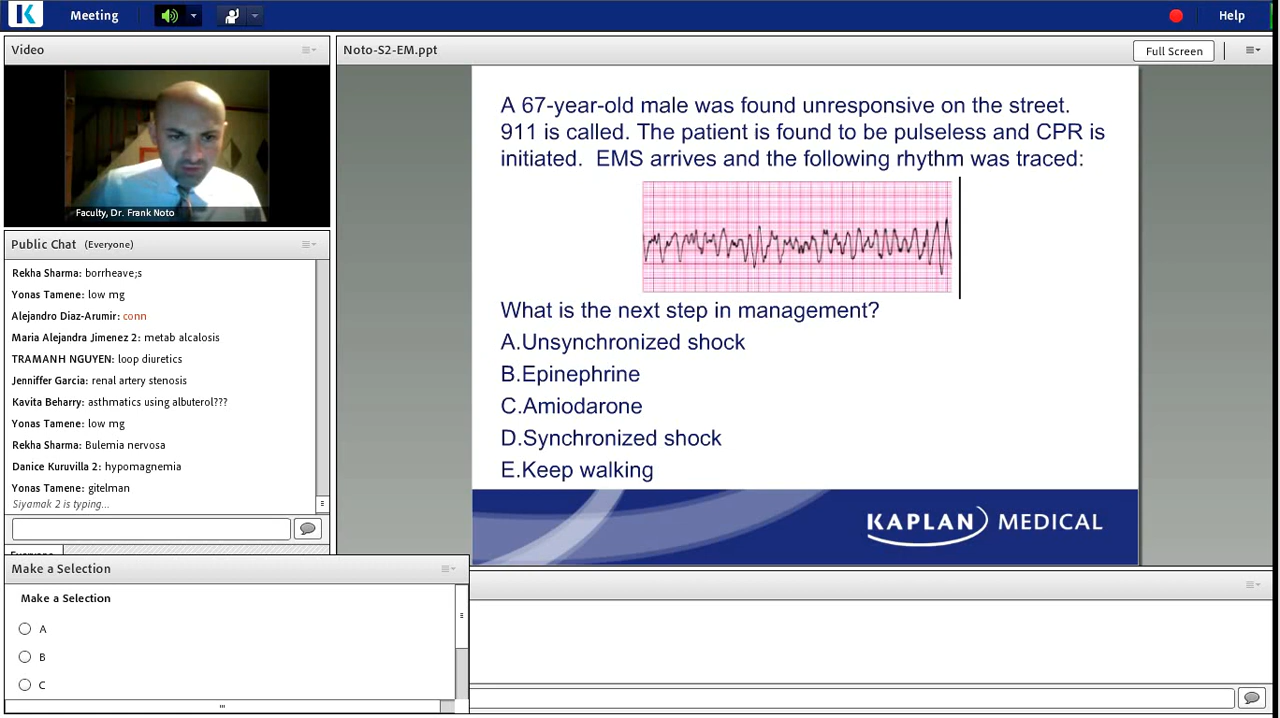 Meeting
Help
Video
Faculty, Dr. Frank Noto
Public Chat (Everyone)
Rekha Sharma: borrheave;s
Yonas Tamene: low mg
Alejandro Diaz-Arumir: conn
Maria Alejandra Jimenez 2: metab alcalosis
TRAMANH NGUYEN: loop diuretics
Jenniffer Garcia: renal artery stenosis
Kavita Beharry: asthmatics using albuterol???
Yonas Tamene: low mg
Rekha Sharma: Bulemia nervosa
Danice Kuruvilla 2: hypomagnemia
Yonas Tamene: gitelman
Siyamak 2 is typing...
Everyone
Make a Selection
Make a Selection
A
B
C
Noto-S2-EM.ppt
Full Screen
A 67-year-old male was found unresponsive on the street.
911 is called. The patient is found to be pulseless and CPR is
initiated. EMS arrives and the following rhythm was traced:
What is the next step in management?
A.Unsynchronized shock
B.Epinephrine
C.Amiodarone
D.Synchronized shock
E.Keep walking
KAPLAN MEDICAL